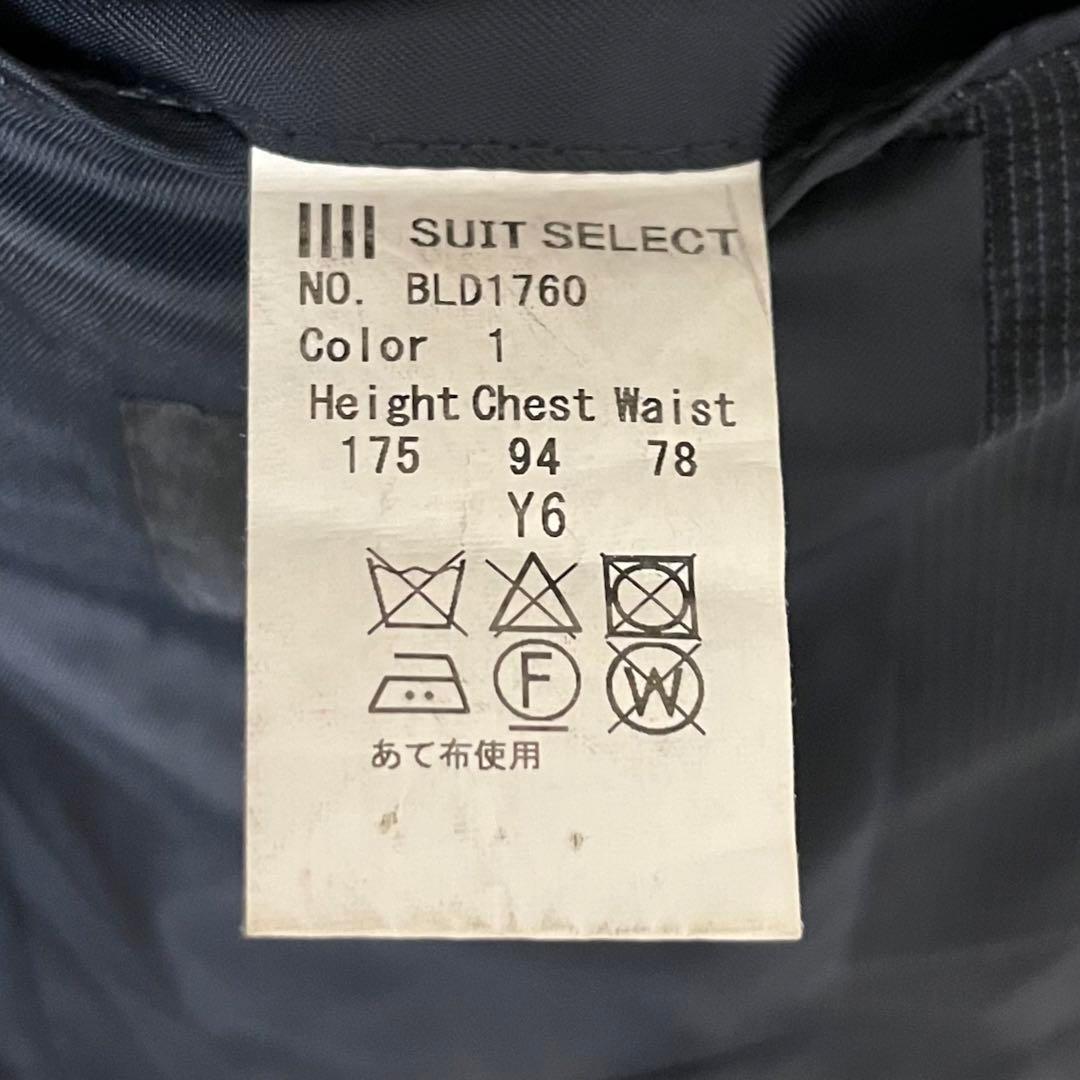 SUIT SELECT
NO. BLD1760
Color 1
Height Chest Waist
175 94 78
Y6
F W
あて布使用